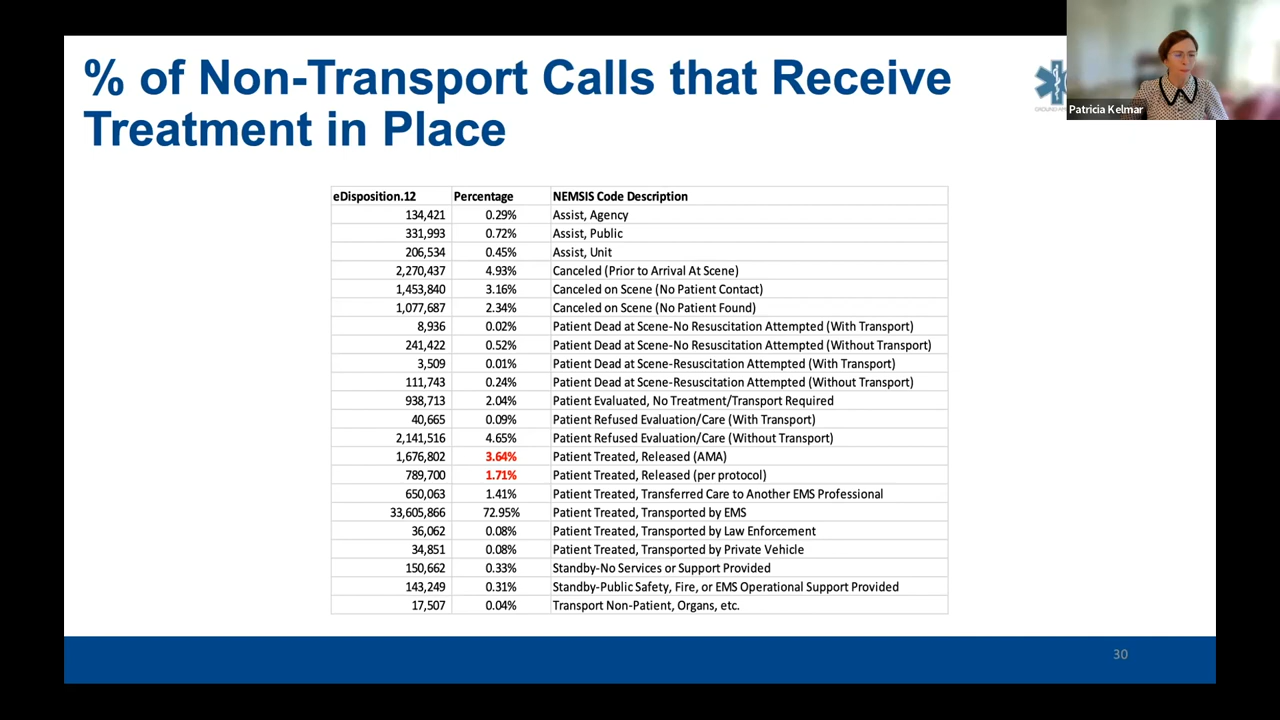 % of Non-Transport Calls that Receive
Treatment in Place
Patricia Kelmar
eDisposition.12 Percentage NEMSIS Code Description
134,421 0.29% Assist, Agency
331,993 0.72% Assist, Public
206,534 0.45% Assist, Unit
2,270,437 4.93% Canceled (Prior to Arrival At Scene)
1,453,840 3.16% Canceled on Scene (No Patient Contact)
1,077,687 2.34% Canceled on Scene (No Patient Found)
8,936 0.02% Patient Dead at Scene-No Resuscitation Attempted (With Transport)
241,422 0.52% Patient Dead at Scene-No Resuscitation Attempted (Without Transport)
3,509 0.01% Patient Dead at Scene-Resuscitation Attempted (With Transport)
111,743 0.24% Patient Dead at Scene-Resuscitation Attempted (Without Transport)
938,713 2.04% Patient Evaluated, No Treatment/Transport Required
40,665 0.09% Patient Refused Evaluation/Care (With Transport)
2,141,516 4.65% Patient Refused Evaluation/Care (Without Transport)
1,676,802 3.64% Patient Treated, Released (AMA)
789,700 1.71% Patient Treated, Released (per protocol)
650,063 1.41% Patient Treated, Transferred Care to Another EMS Professional
33,605,866 72.95% Patient Treated, Transported by EMS
36,062 0.08% Patient Treated, Transported by Law Enforcement
34,851 0.08% Patient Treated, Transported by Private Vehicle
150,662 0.33% Standby-No Services or Support Provided
143,249 0.31% Standby-Public Safety, Fire, or EMS Operational Support Provided
17,507 0.04% Transport Non-Patient, Organs, etc.
30